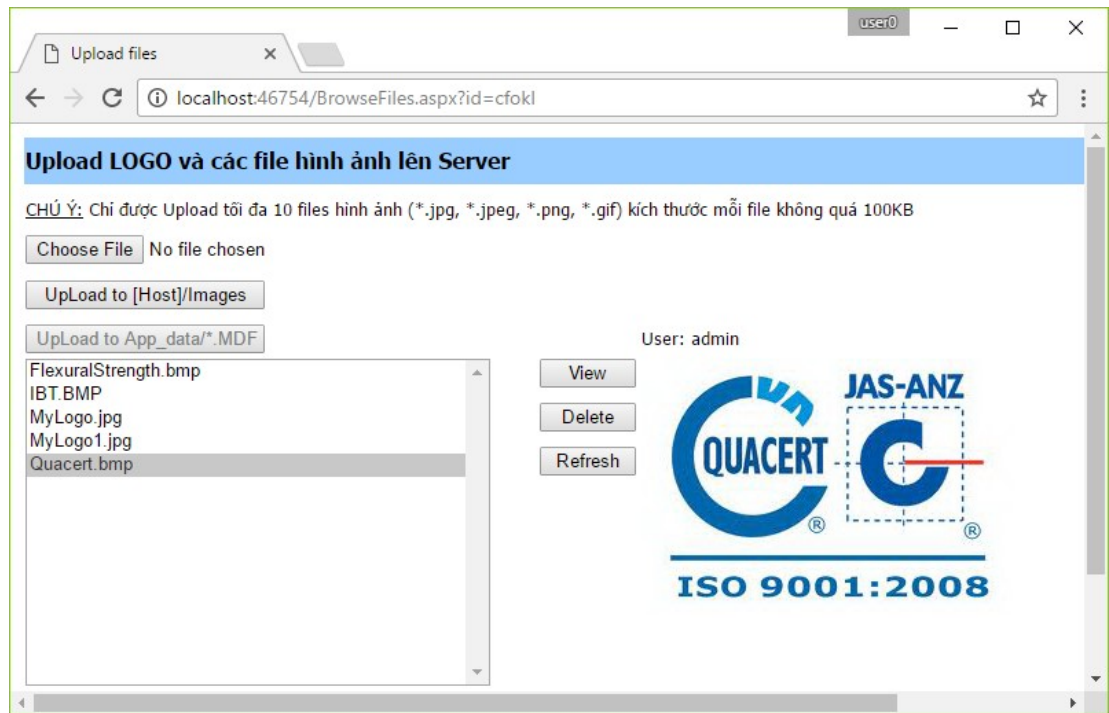 user0
Upload files
localhost:46754/BrowseFiles.aspx?id=cfokl
Upload LOGO và các file hình ảnh lên Server
CHÚ Ý: Chỉ được Upload tối đa 10 files hình ảnh (*.jpg, *.jpeg, *.png, *.gif) kích thước mỗi file không quá 100KB
Choose File No file chosen
UpLoad to [Host]/Images
UpLoad to App_data/*.MDF
User: admin
FlexuralStrength.bmp
IBT.BMP
MyLogo.jpg
MyLogo1.jpg
Quacert.bmp
View
Delete
Refresh
JAS-ANZ
QUACERT
C
®
®
ISO 9001:2008